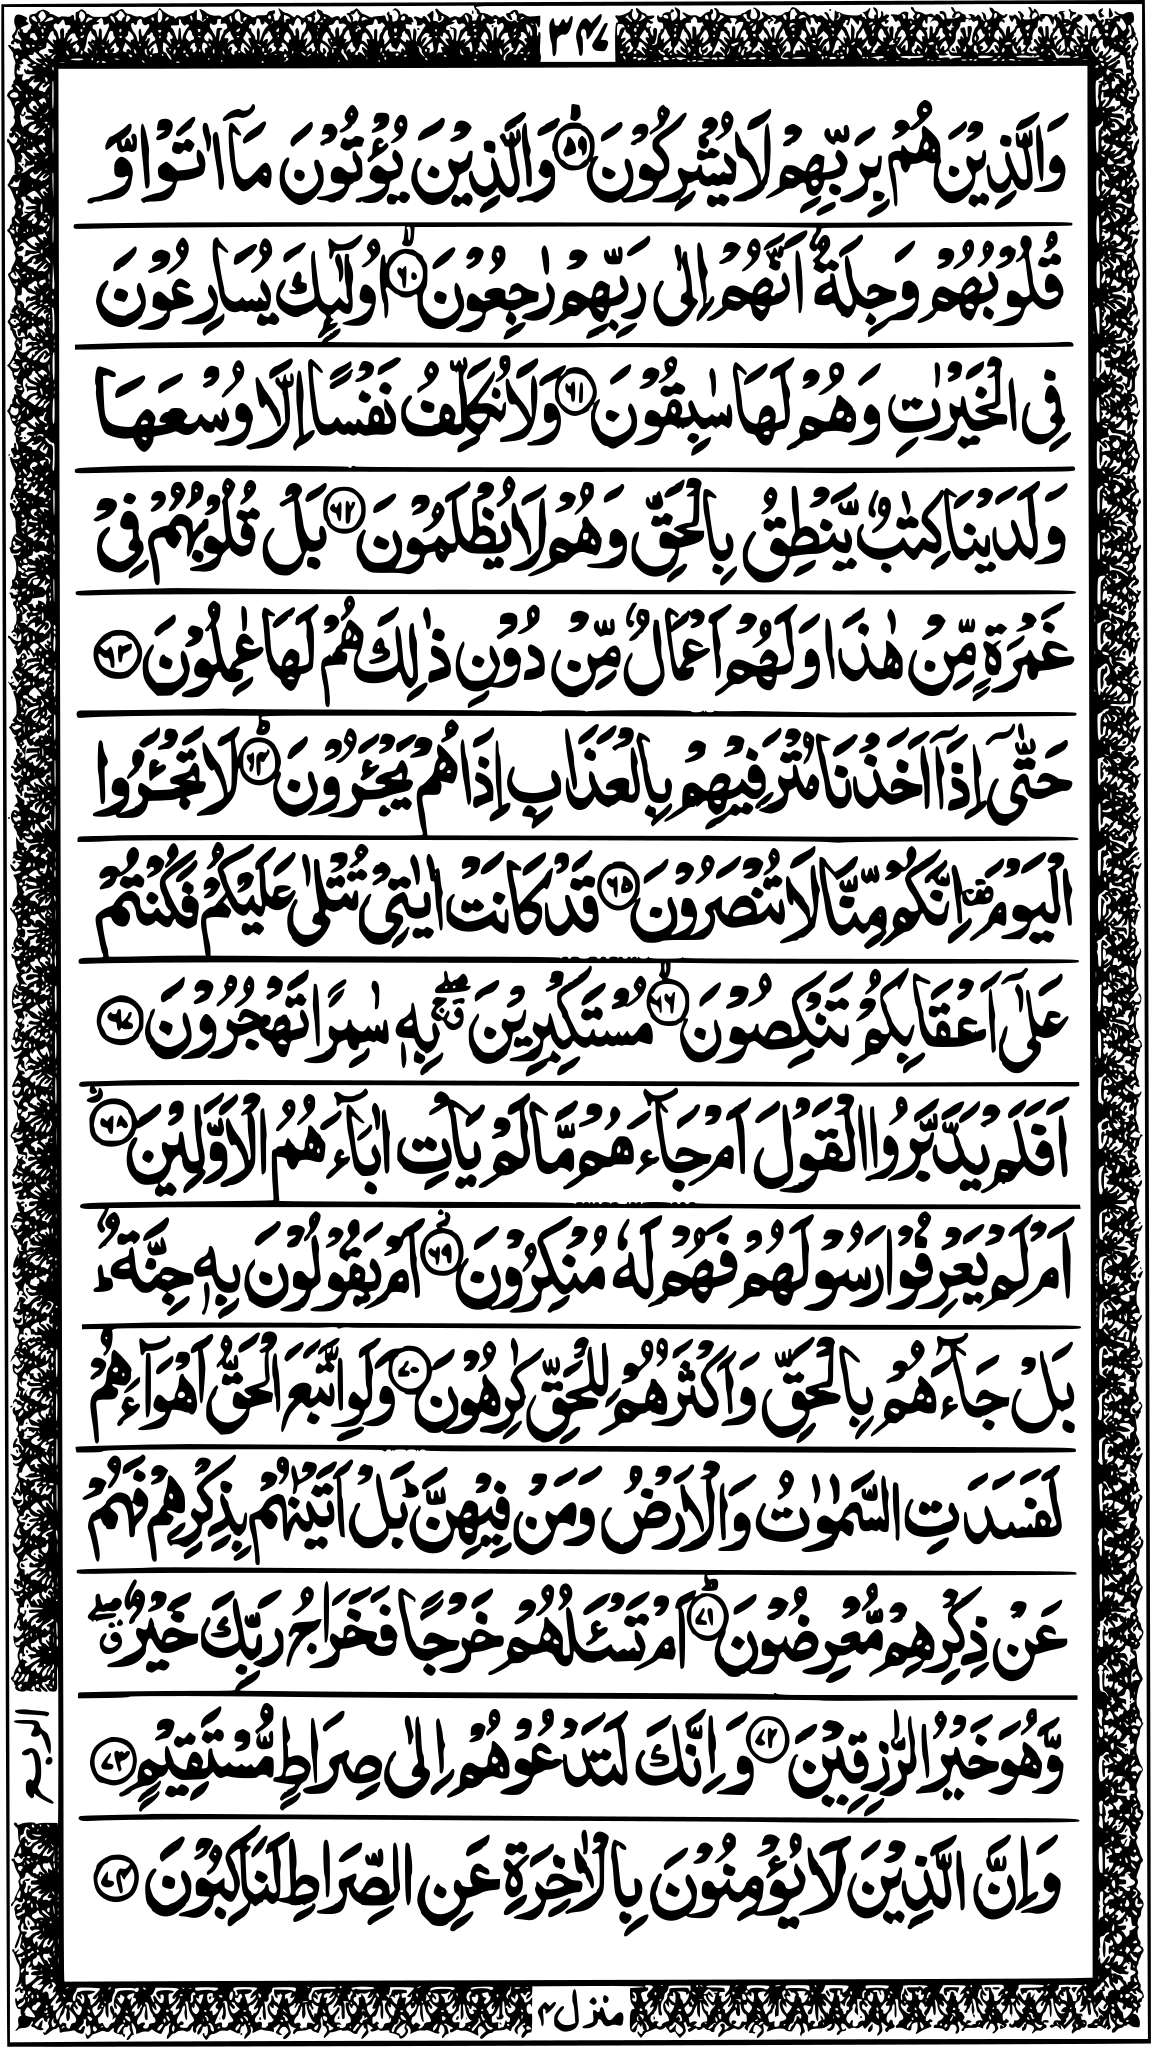 ٣٤٧
وَالَّذِيْنَ هُمْ بِرَبِّهِمْ لَا يُشْرِكُوْنَ ۙ﴿٥٩﴾ وَالَّذِيْنَ يُؤْتُوْنَ مَاۤ اٰتَوْا وَّ
قُلُوْبُهُمْ وَجِلَةٌ اَنَّهُمْ اِلٰى رَبِّهِمْ رٰجِعُوْنَ ۙ﴿٦٠﴾ اُولٰٓئِكَ يُسَارِعُوْنَ
فِى الْخَيْرٰتِ وَهُمْ لَهَا سٰبِقُوْنَ ﴿٦١﴾ وَلَا نُكَلِّفُ نَفْسًا اِلَّا وُسْعَهَا
وَلَدَيْنَا كِتٰبٌ يَّنْطِقُ بِالْحَقِّ وَهُمْ لَا يُظْلَمُوْنَ ﴿٦٢﴾ بَلْ قُلُوْبُهُمْ فِىْ
غَمْرَةٍ مِّنْ هٰذَا وَلَهُمْ اَعْمَالٌ مِّنْ دُوْنِ ذٰلِكَ هُمْ لَهَا عٰمِلُوْنَ ﴿٦٣﴾
حَتّٰۤى اِذَاۤ اَخَذْنَا مُتْرَفِيْهِمْ بِالْعَذَابِ اِذَا هُمْ يَجْـَٔرُوْنَ ؕ﴿٦٤﴾ لَا تَجْـَٔرُوا
الْيَوْمَ ۫ اِنَّكُمْ مِّنَّا لَا تُنْصَرُوْنَ ﴿٦٥﴾ قَدْ كَانَتْ اٰيٰتِىْ تُتْلٰى عَلَيْكُمْ فَكُنْتُمْ
عَلٰٓى اَعْقَابِكُمْ تَنْكِصُوْنَ ۙ﴿٦٦﴾ مُسْتَكْبِرِيْنَ ۖۗ بِهٖ سٰمِرًا تَهْجُرُوْنَ ﴿٦٧﴾
اَفَلَمْ يَدَّبَّرُوا الْقَوْلَ اَمْ جَآءَهُمْ مَّا لَمْ يَاْتِ اٰبَآءَهُمُ الْاَوَّلِيْنَ ؗ﴿٦٨﴾
اَمْ لَمْ يَعْرِفُوْا رَسُوْلَهُمْ فَهُمْ لَهٗ مُنْكِرُوْنَ ؗ﴿٦٩﴾ اَمْ يَقُوْلُوْنَ بِهٖ جِنَّةٌ ؕ
بَلْ جَآءَهُمْ بِالْحَقِّ وَاَكْثَرُهُمْ لِلْحَقِّ كٰرِهُوْنَ ﴿٧٠﴾ وَلَوِ اتَّبَعَ الْحَقُّ اَهْوَآءَهُمْ
لَفَسَدَتِ السَّمٰوٰتُ وَالْاَرْضُ وَمَنْ فِيْهِنَّ ؕ بَلْ اَتَيْنٰهُمْ بِذِكْرِهِمْ فَهُمْ
عَنْ ذِكْرِهِمْ مُّعْرِضُوْنَ ؕ﴿٧١﴾ اَمْ تَسْـَٔلُهُمْ خَرْجًا فَخَرَاجُ رَبِّكَ خَيْرٌ ۖۗ
وَّهُوَ خَيْرُ الرّٰزِقِيْنَ ﴿٧٢﴾ وَاِنَّكَ لَتَدْعُوْهُمْ اِلٰى صِرَاطٍ مُّسْتَقِيْمٍ ﴿٧٣﴾
وَاِنَّ الَّذِيْنَ لَا يُؤْمِنُوْنَ بِالْاٰخِرَةِ عَنِ الصِّرَاطِ لَنٰكِبُوْنَ ﴿٧٤﴾
منزل ٤